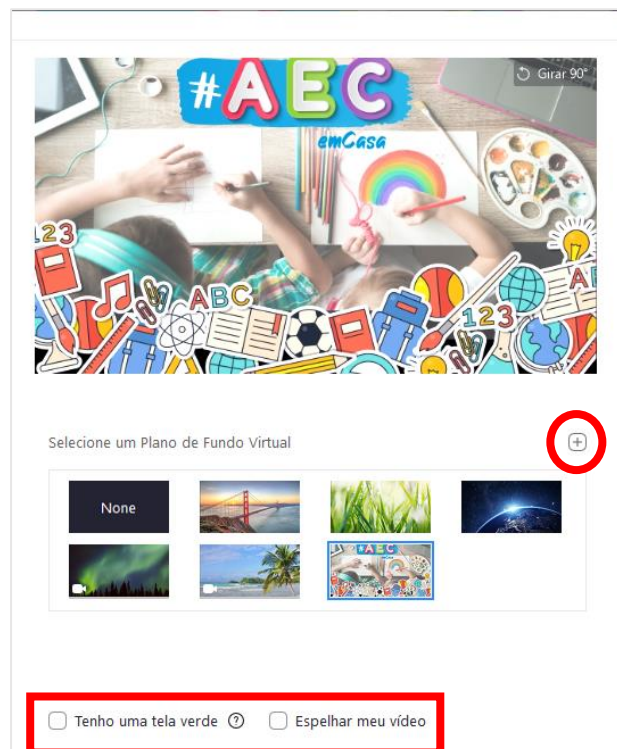 Girar 90°
#AEC
emCasa
123
ABC
A
123
Selecione um Plano de Fundo Virtual
None
#AEC
Tenho uma tela verde
Espelhar meu vídeo